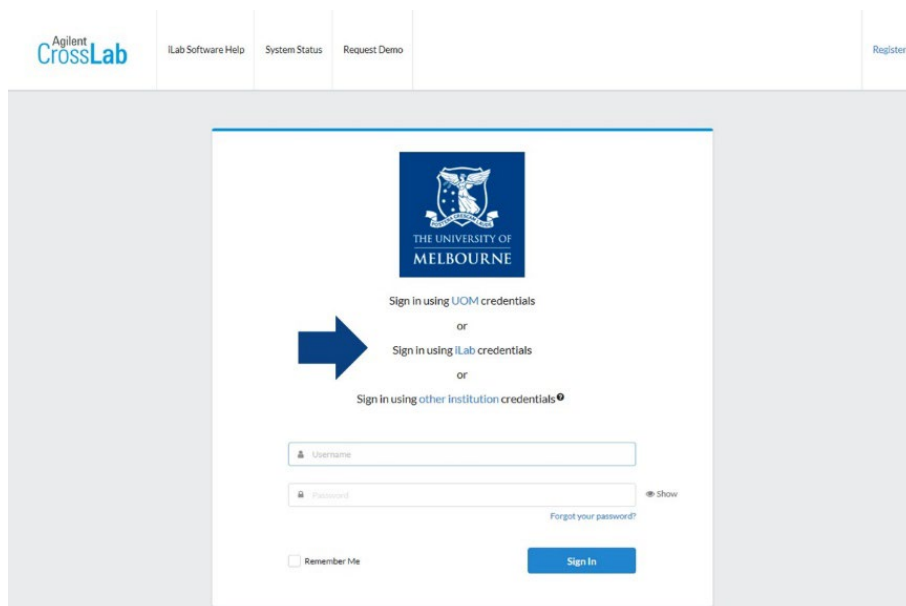 Agilent
CrossLab
iLab Software Help
System Status
Request Demo
Register
THE UNIVERSITY OF
MELBOURNE
Sign in using UOM credentials
or
Sign in using iLab credentials
or
Sign in using other institution credentials
Username
Password
Show
Forgot your password?
Remember Me
Sign In